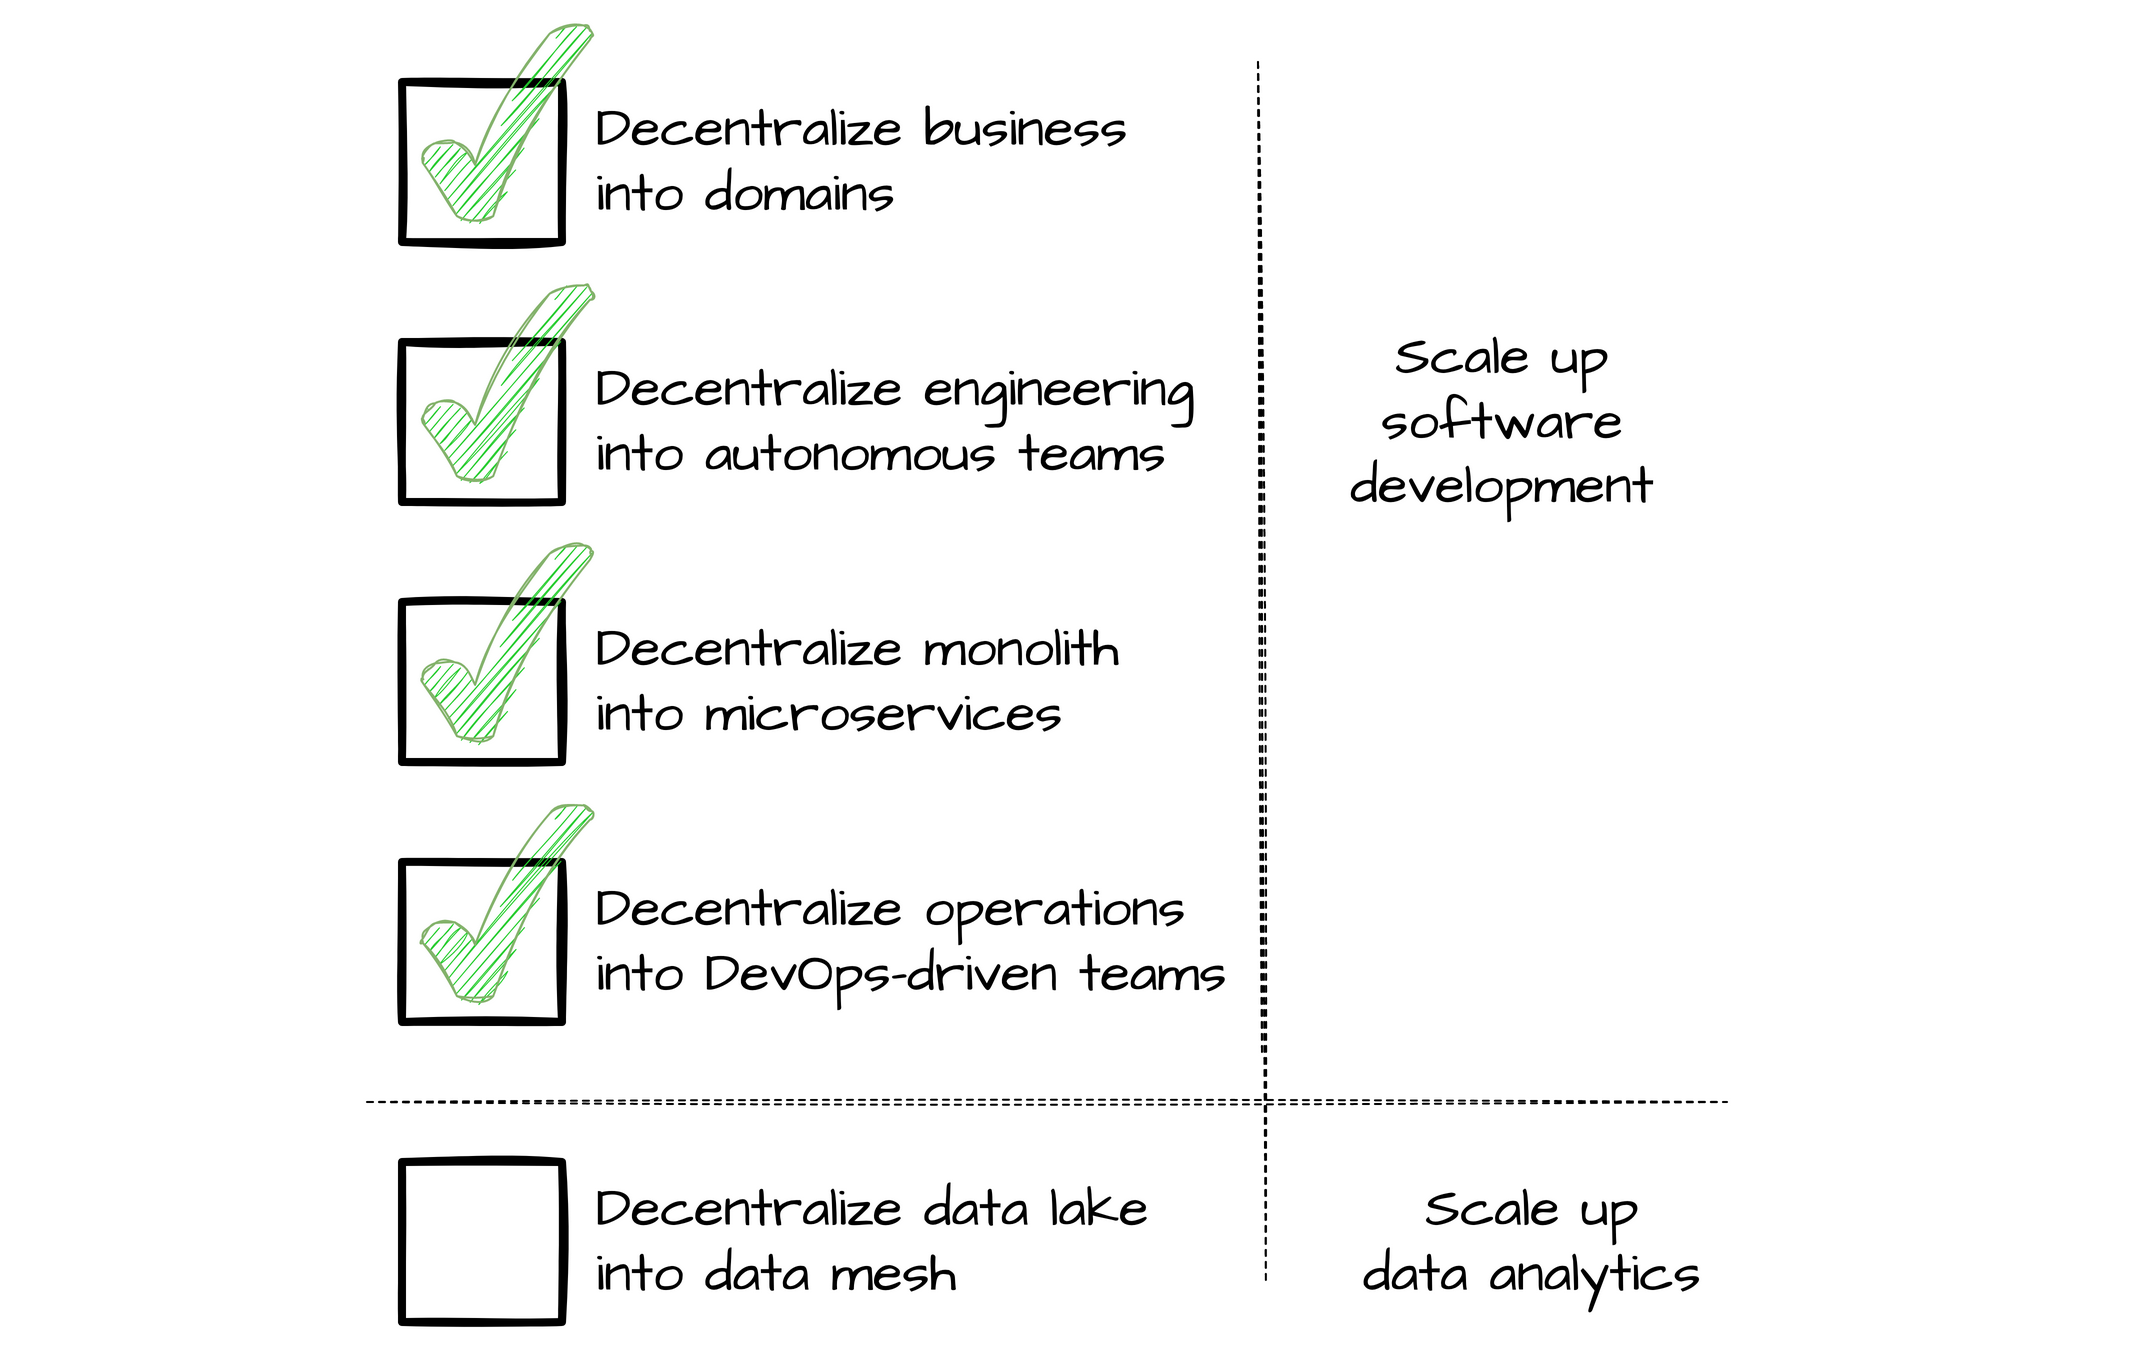 Decentralize business
into domains
Decentralize engineering
into autonomous teams
Scale up
software
development
Decentralize monolith
into microservices
Decentralize operations
into DevOps-driven teams
Decentralize data lake
into data mesh
Scale up
data analytics